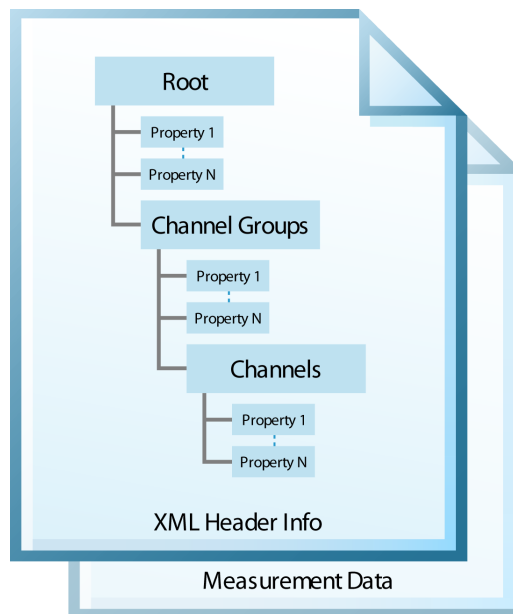 Root
Property 1
Property N
Channel Groups
Property 1
Property N
Channels
Property 1
Property N
XML Header Info
Measurement Data